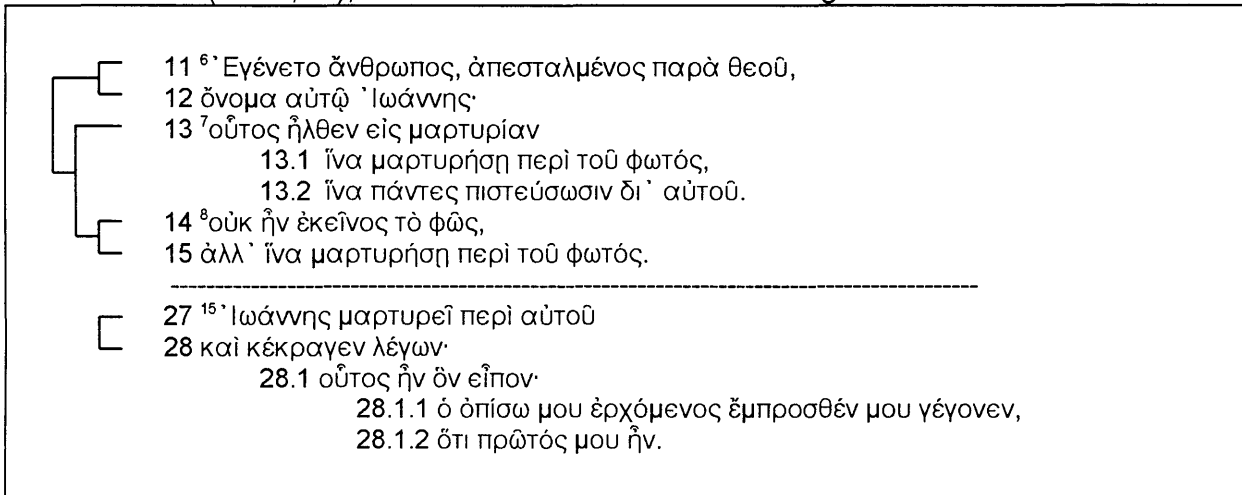 11 ⁶ Ἐγένετο ἄνθρωπος, ἀπεσταλμένος παρὰ θεοῦ,
12 ὄνομα αὐτῷ Ἰωάννης·
13 ⁷οὗτος ἦλθεν εἰς μαρτυρίαν
13.1 ἵνα μαρτυρήσῃ περὶ τοῦ φωτός,
13.2 ἵνα πάντες πιστεύσωσιν δι᾽ αὐτοῦ.
14 ⁸οὐκ ἦν ἐκεῖνος τὸ φῶς,
15 ἀλλ᾽ ἵνα μαρτυρήσῃ περὶ τοῦ φωτός.
27 ¹⁵ Ἰωάννης μαρτυρεῖ περὶ αὐτοῦ
28 καὶ κέκραγεν λέγων·
28.1 οὗτος ἦν ὃν εἶπον·
28.1.1 ὁ ὀπίσω μου ἐρχόμενος ἔμπροσθέν μου γέγονεν,
28.1.2 ὅτι πρῶτός μου ἦν.